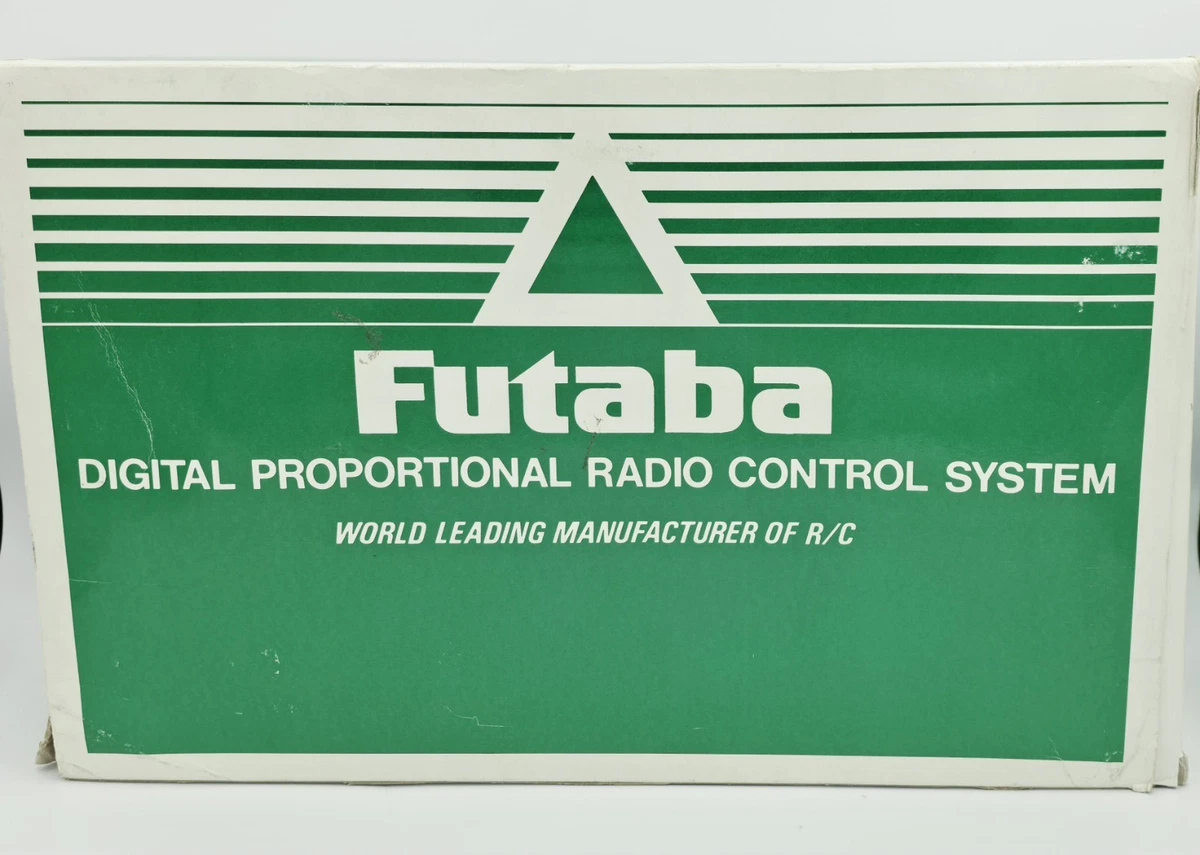 Futaba
DIGITAL PROPORTIONAL RADIO CONTROL SYSTEM
WORLD LEADING MANUFACTURER OF R/C